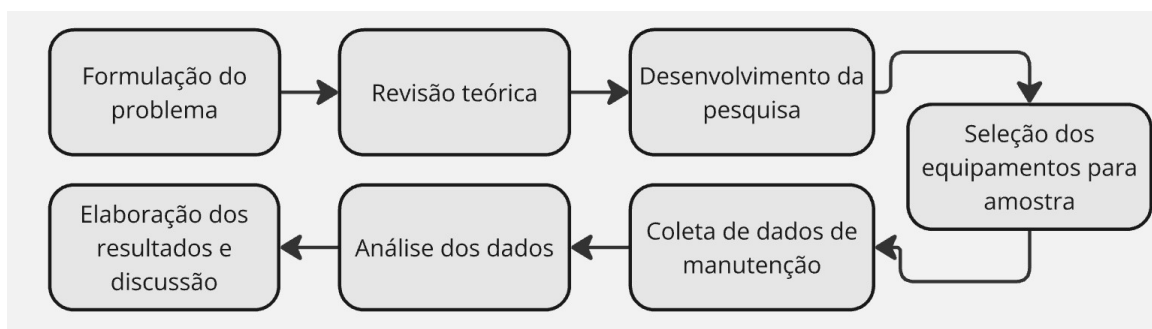 Formulação do
problema
Revisão teórica
Desenvolvimento da
pesquisa
Seleção dos
equipamentos para
amostra
Coleta de dados de
manutenção
Análise dos dados
Elaboração dos
resultados e
discussão